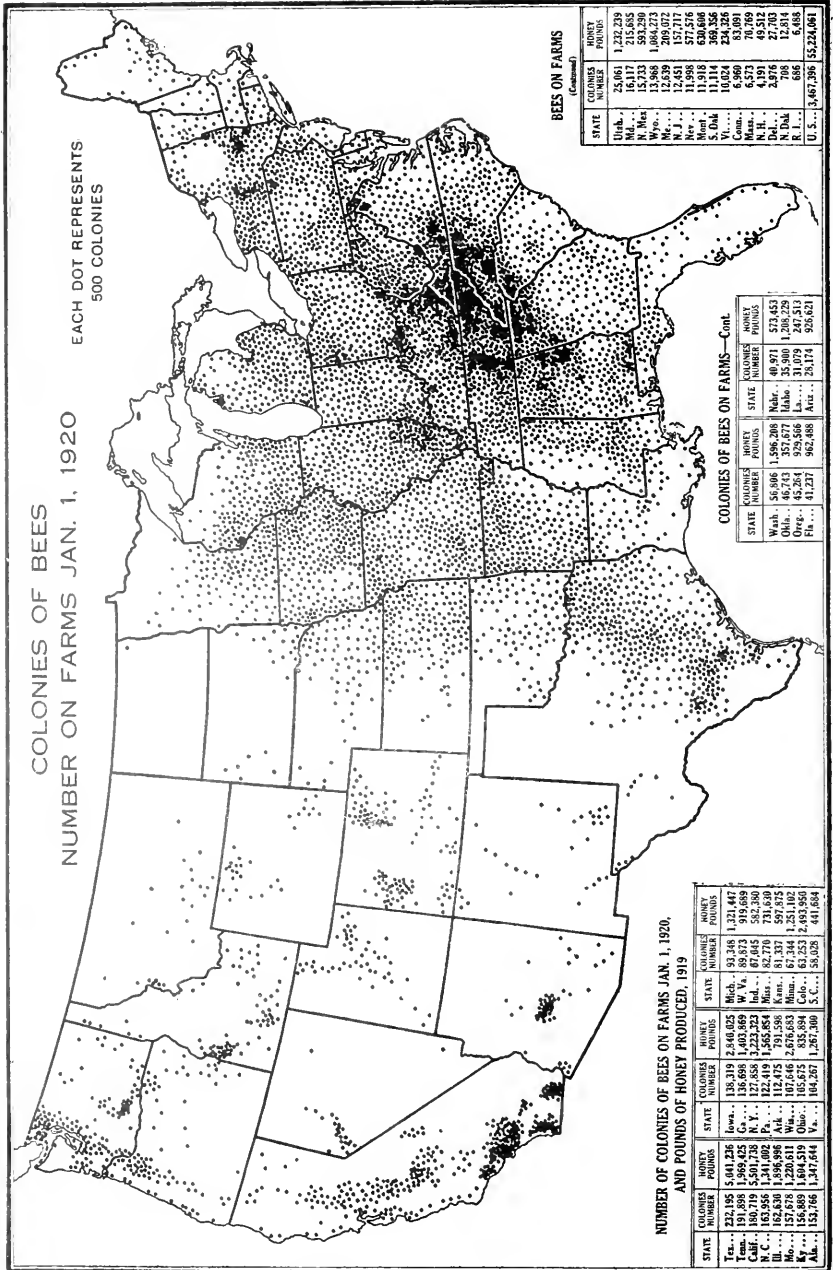 COLONIES OF BEES
NUMBER ON FARMS JAN. 1, 1920
EACH DOT REPRESENTS
500 COLONIES
NUMBER OF COLONIES OF BEES ON FARMS JAN. 1, 1920,
AND POUNDS OF HONEY PRODUCED, 1919
STATE COLONIES NUMBER HONEY POUNDS STATE COLONIES NUMBER HONEY POUNDS STATE COLONIES NUMBER HONEY POUNDS
Tex... 232,195 5,041,236 Iowa.. 138,319 2,840,025 Mich.. 93,348 1,321,447
Tenn. 191,898 1,969,425 Ga.... 136,698 1,403,869 W. Va. 89,873 919,689
Calif. 180,719 5,501,738 N. Y... 127,858 3,223,323 Ind... 87,045 582,380
N. C.. 163,956 1,341,002 Pa.... 122,419 1,565,854 Miss.. 82,770 731,630
Ill.... 162,630 1,896,996 Ark... 112,475 791,598 Kans.. 81,337 597,875
Mo... 157,678 1,220,611 Wis... 107,646 2,676,683 Minn.. 67,344 1,251,102
Ky.... 156,889 1,604,519 Ohio.. 105,675 835,894 Colo.. 63,253 2,493,950
Ala... 153,766 1,347,644 Va.... 104,267 1,267,300 S. C... 58,028 441,684
COLONIES OF BEES ON FARMS—Cont.
STATE COLONIES NUMBER HONEY POUNDS STATE COLONIES NUMBER HONEY POUNDS
Wash. 56,806 1,596,208 Nebr.. 40,971 573,453
Okla.. 46,743 357,677 Idaho. 35,900 1,208,229
Oreg.. 45,264 929,566 La.... 31,079 247,513
Fla... 41,237 962,488 Ariz.. 28,174 926,621
BEES ON FARMS
(Continued)
STATE COLONIES NUMBER HONEY POUNDS
Utah.. 25,061 1,232,239
Md.... 16,117 215,685
N. Mex 15,733 593,290
Wyo... 13,968 1,084,273
Me.... 12,639 209,072
N. J... 12,451 157,717
Nev... 11,998 577,576
Mont. 11,918 530,606
S. Dak 11,114 369,356
Vt.... 10,024 234,326
Conn.. 6,960 83,091
Mass.. 6,573 70,769
N. H.. 4,191 49,512
Del... 3,976 27,703
N. Dak 708 12,814
R. I... 686 6,488
U. S... 3,467,396 55,224,061